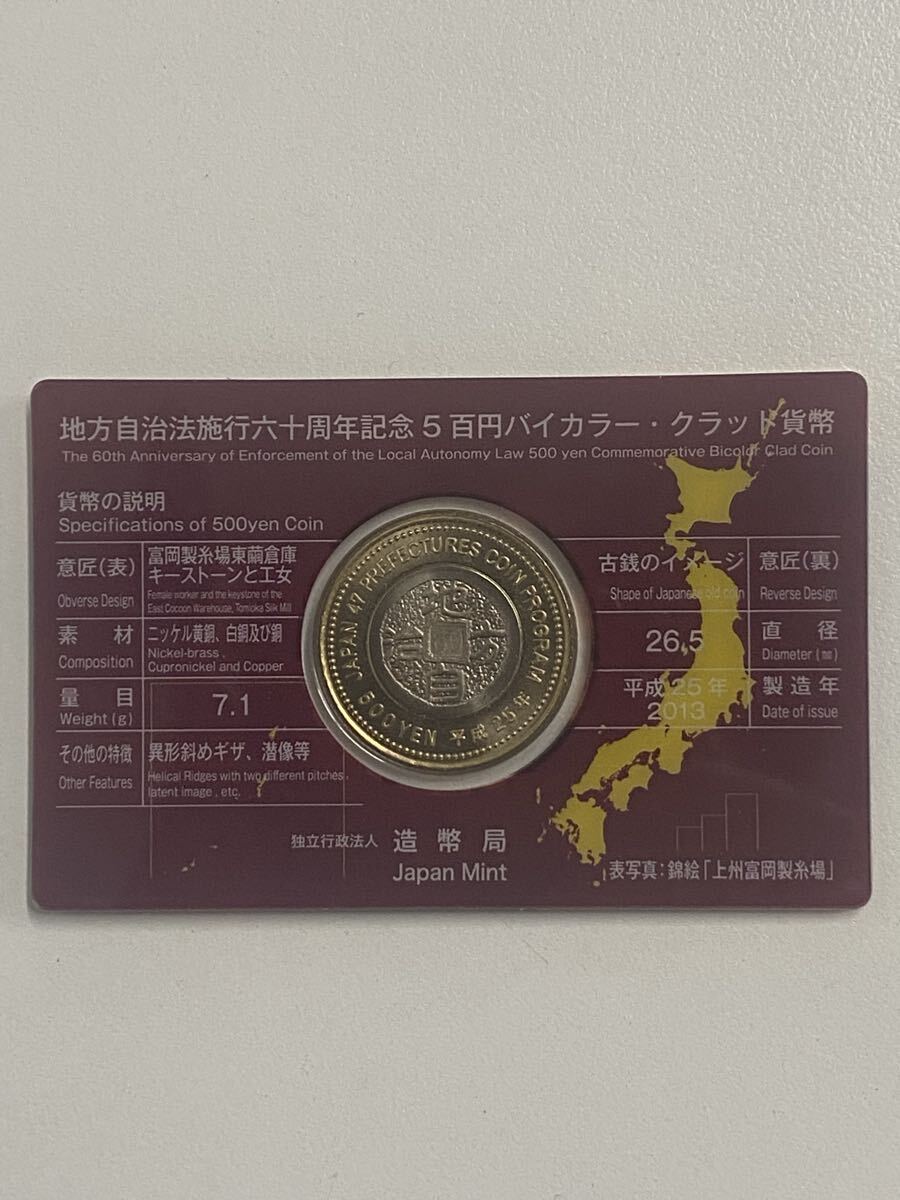 地方自治法施行六十周年記念5百円バイカラー・クラッド貨幣
The 60th Anniversary of Enforcement of the Local Autonomy Law 500 yen Commemorative Bicolor Clad Coin
貨幣の説明
Specifications of 500yen Coin
意匠(表)
Obverse Design
富岡製糸場東繭倉庫
キーストーンと工女
Female worker and the keystone of the
East Cocoon Warehouse, Tomioka Silk Mill
素材
Composition
ニッケル黄銅、白銅及び銅
Nickel-brass,
Cupronickel and Copper
量目
Weight (g)
7.1
その他の特徴
Other Features
異形斜めギザ、潜像等
Helical Ridges with two different pitches,
latent image, etc.
JAPAN 47 PREFECTURES COIN PROGRAM
500 YEN 平成25年
地
方
自
治
古銭のイメージ
Shape of Japanese old coin
意匠(裏)
Reverse Design
26.5
直径
Diameter (㎜)
平成25年
2013
製造年
Date of issue
独立行政法人 造幣局
Japan Mint
表写真:錦絵「上州富岡製糸場」